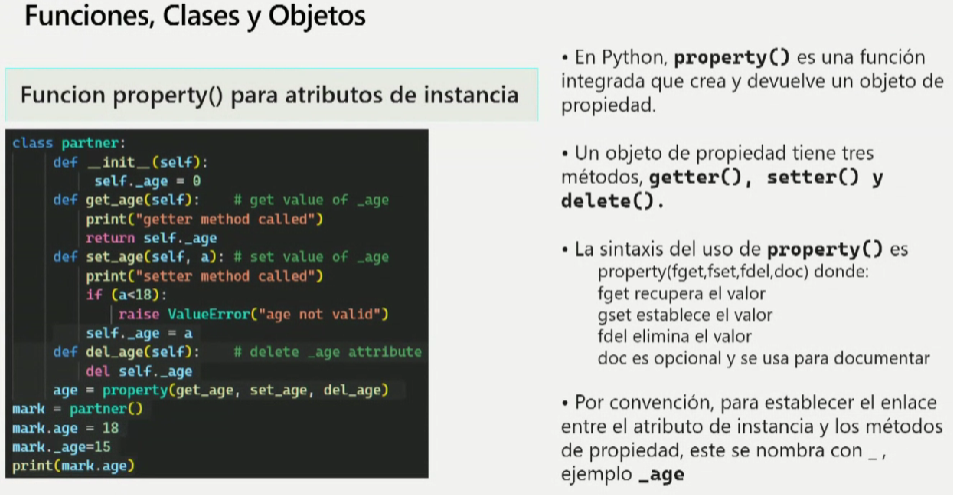 Funciones, Clases y Objetos
Funcion property() para atributos de instancia
class partner:
def __init__(self):
self._age = 0
def get_age(self): # get value of _age
print("getter method called")
return self._age
def set_age(self, a): # set value of _age
print("setter method called")
if (a<18):
raise ValueError("age not valid")
self._age = a
def del_age(self): # delete _age attribute
del self._age
age = property(get_age, set_age, del_age)
mark = partner()
mark.age = 18
mark._age=15
print(mark.age)
• En Python, property() es una función
integrada que crea y devuelve un objeto de
propiedad.
• Un objeto de propiedad tiene tres
métodos, getter(), setter() y
delete().
• La sintaxis del uso de property() es
property(fget,fset,fdel,doc) donde:
fget recupera el valor
gset establece el valor
fdel elimina el valor
doc es opcional y se usa para documentar
• Por convención, para establecer el enlace
entre el atributo de instancia y los métodos
de propiedad, este se nombra con _ ,
ejemplo _age